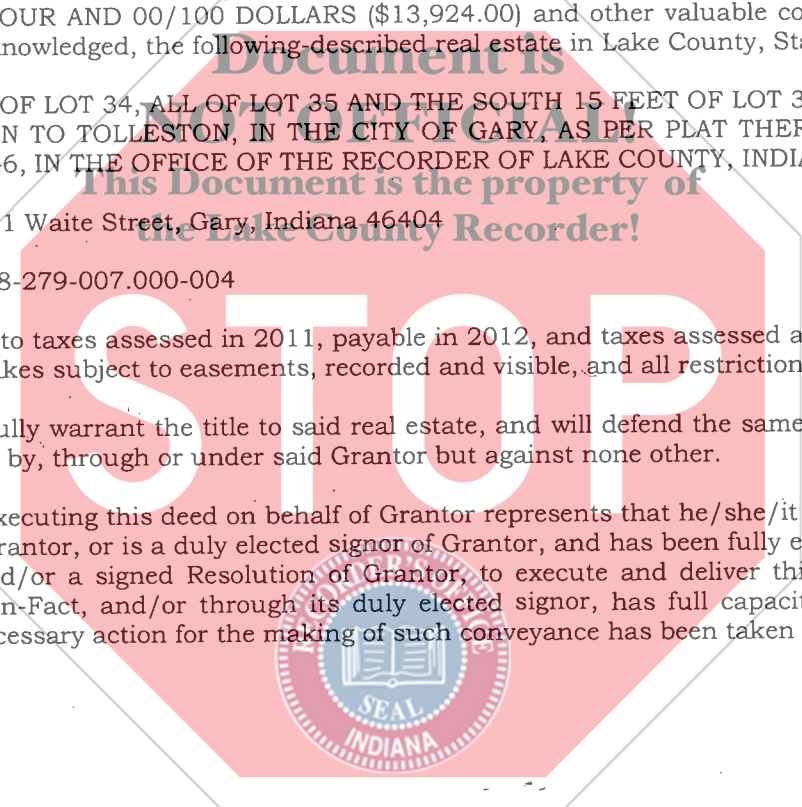 OUR AND 00/100 DOLLARS ($13,924.00) and other valuable co
nowledged, the following-described real estate in Lake County, Sta
Document is
OF LOT 34, ALL OF LOT 35 AND THE SOUTH 15 FEET OF LOT 3
NOT OFFICIAL!
N TO TOLLESTON, IN THE CITY OF GARY, AS PER PLAT THER
-6, IN THE OFFICE OF THE RECORDER OF LAKE COUNTY, INDIA
This Document is the property of
1 Waite Street, Gary, Indiana 46404
the Lake County Recorder!
8-279-007.000-004
STOP
to taxes assessed in 2011, payable in 2012, and taxes assessed a
kes subject to easements, recorded and visible, and all restriction
ully warrant the title to said real estate, and will defend the same
by, through or under said Grantor but against none other.
xecuting this deed on behalf of Grantor represents that he/she/it
rantor, or is a duly elected signor of Grantor, and has been fully e
d/or a signed Resolution of Grantor, to execute and deliver thi
n-Fact, and/or through its duly elected signor, has full capacit
cessary action for the making of such conveyance has been taken
RECORDER'S OFFICE
SEAL
INDIANA